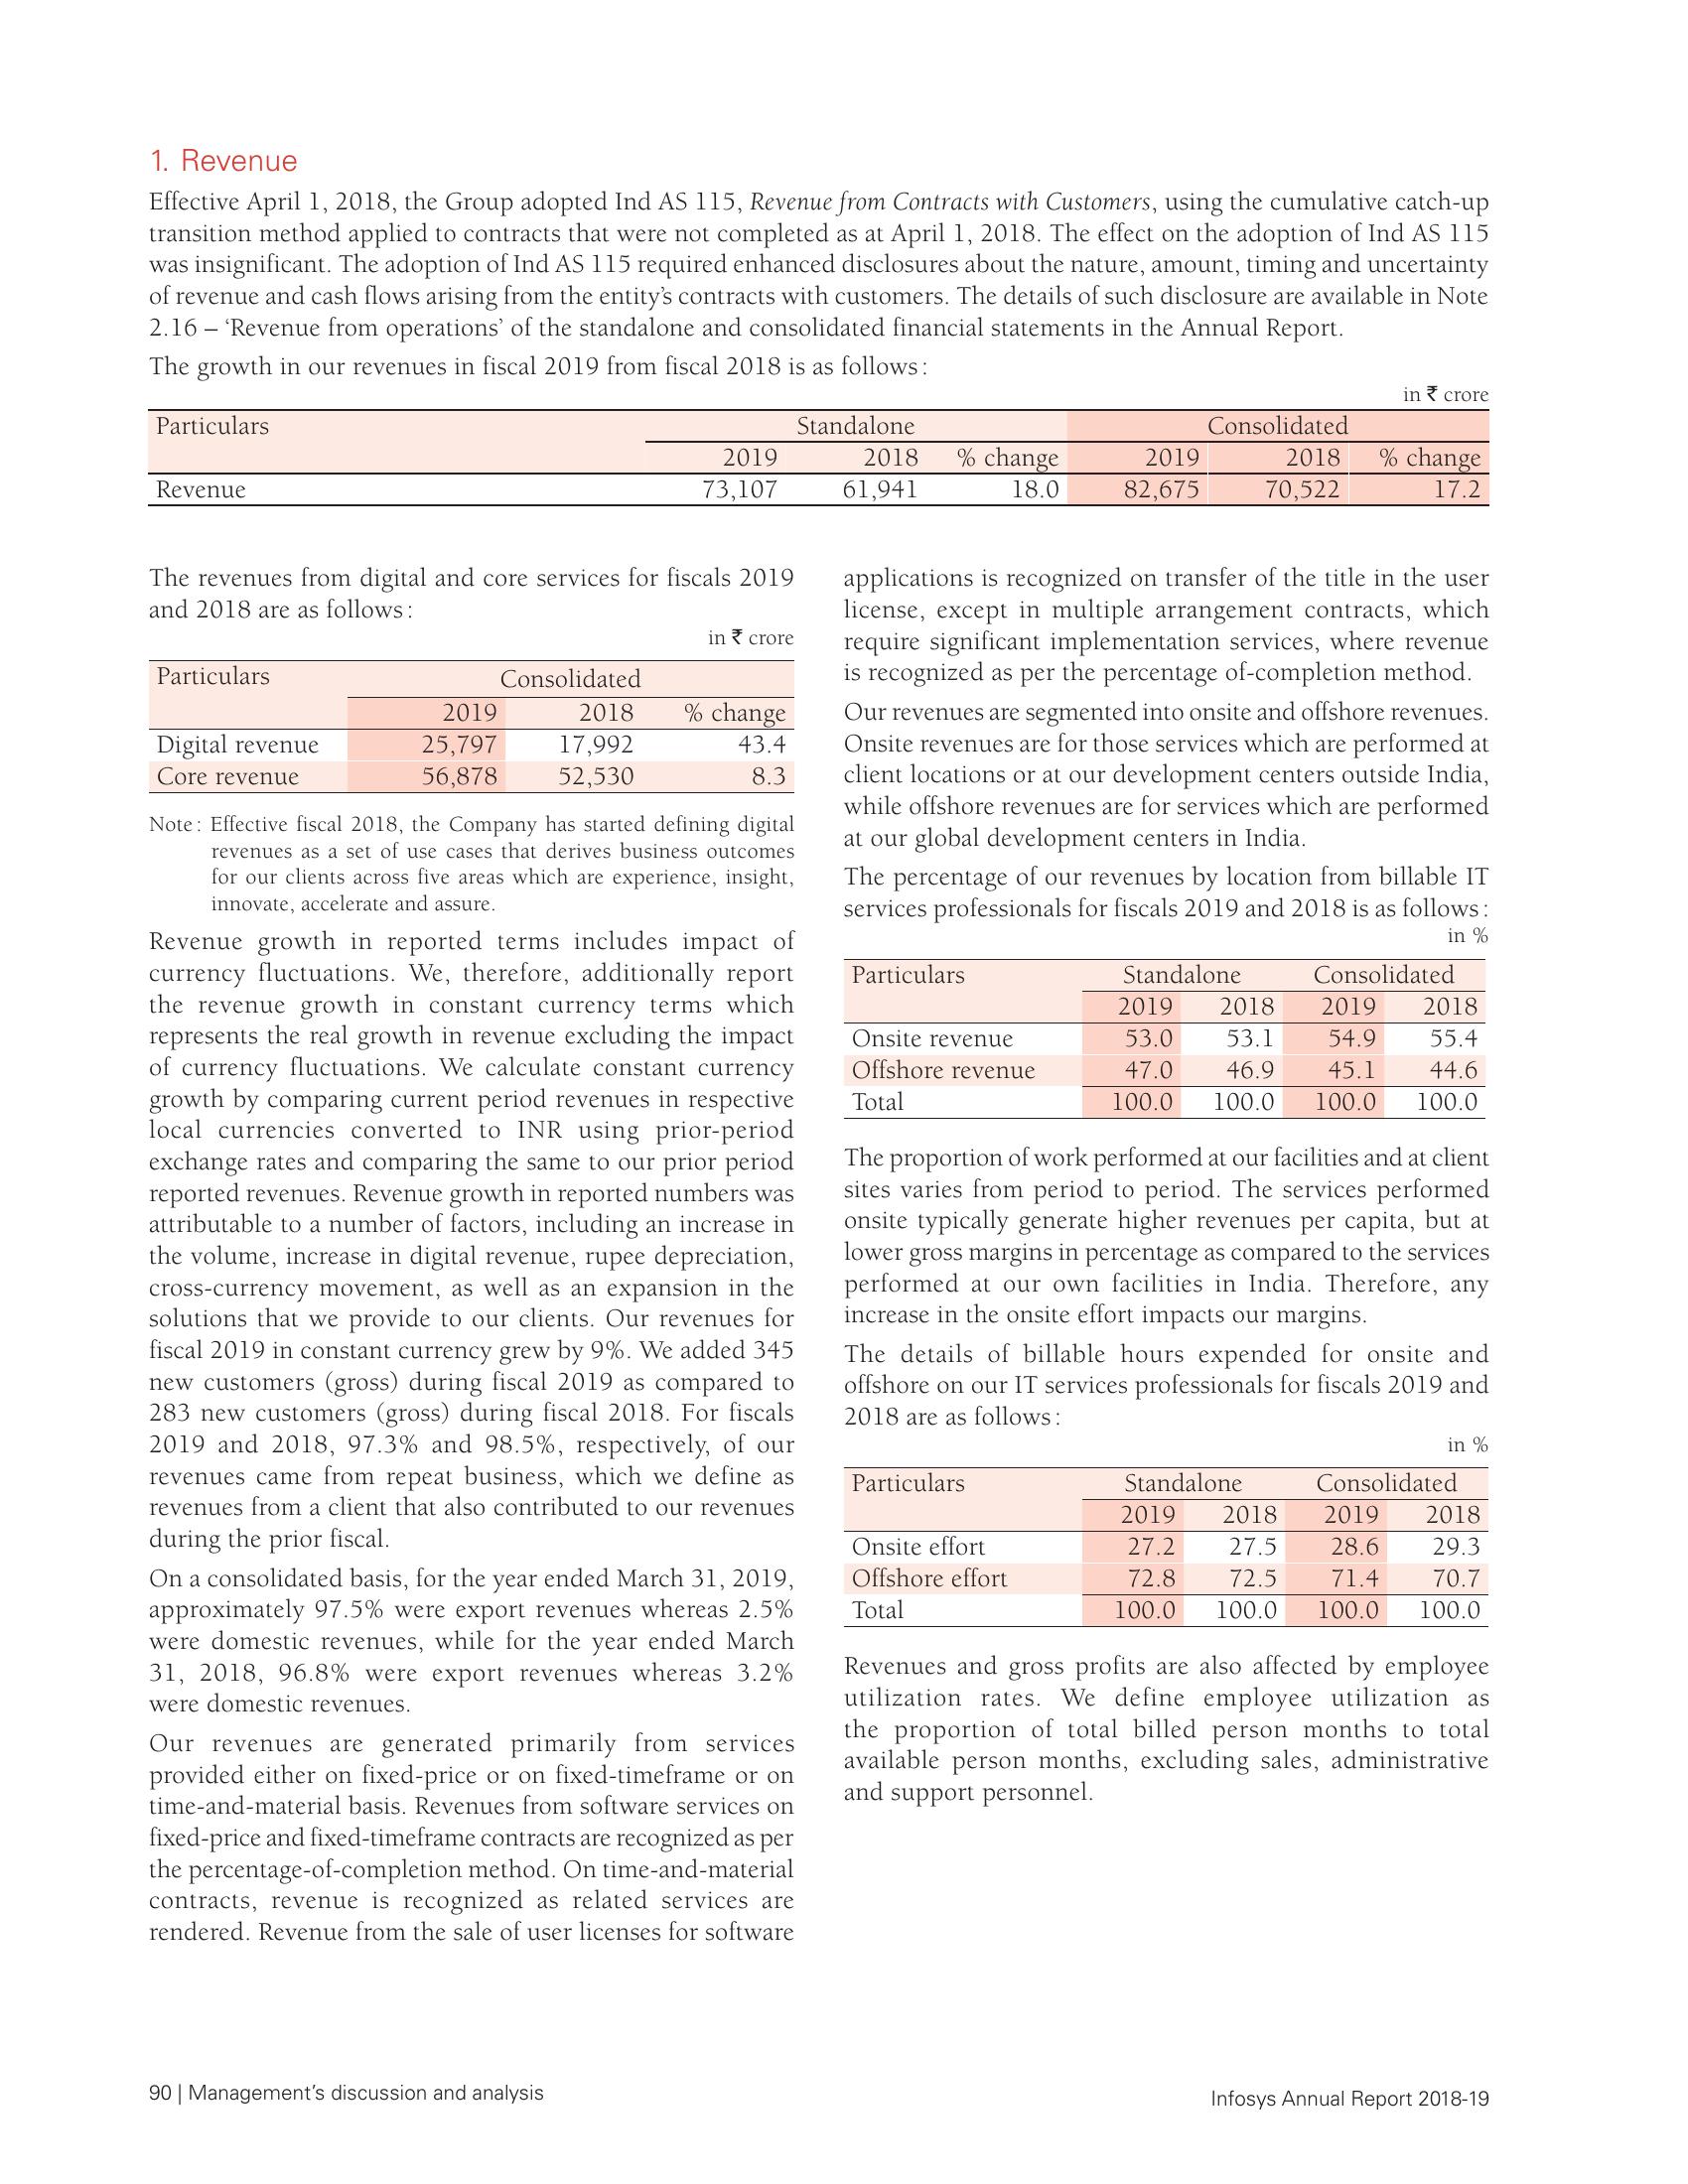 1. Revenue
Effective April 1, 2018, the Group adopted Ind AS 115, Revenue from Contracts with Customers, using the cumulative catch-up
transition method applied to contracts that were not completed as at April 1, 2018. The effect on the adoption of Ind AS 115
was insignificant. The adoption of Ind AS 115 required enhanced disclosures about the nature, amount, timing and uncertainty
of revenue and cash flows arising from the entity's contracts with customers. The details of such disclosure are available in Note
2.16 – ‘Revenue from operations’ of the standalone and consolidated financial statements in the Annual Report.
The growth in our revenues in fiscal 2019 from fiscal 2018 is as follows:
in ₹ crore
Particulars Standalone Consolidated
2019 2018 % change 2019 2018 % change
Revenue 73,107 61,941 18.0 82,675 70,522 17.2
The revenues from digital and core services for fiscals 2019
and 2018 are as follows:
in ₹ crore
Particulars Consolidated
2019 2018 % change
Digital revenue 25,797 17,992 43.4
Core revenue 56,878 52,530 8.3
Note: Effective fiscal 2018, the Company has started defining digital
revenues as a set of use cases that derives business outcomes
for our clients across five areas which are experience, insight,
innovate, accelerate and assure.
Revenue growth in reported terms includes impact of
currency fluctuations. We, therefore, additionally report
the revenue growth in constant currency terms which
represents the real growth in revenue excluding the impact
of currency fluctuations. We calculate constant currency
growth by comparing current period revenues in respective
local currencies converted to INR using prior-period
exchange rates and comparing the same to our prior period
reported revenues. Revenue growth in reported numbers was
attributable to a number of factors, including an increase in
the volume, increase in digital revenue, rupee depreciation,
cross-currency movement, as well as an expansion in the
solutions that we provide to our clients. Our revenues for
fiscal 2019 in constant currency grew by 9%. We added 345
new customers (gross) during fiscal 2019 as compared to
283 new customers (gross) during fiscal 2018. For fiscals
2019 and 2018, 97.3% and 98.5%, respectively, of our
revenues came from repeat business, which we define as
revenues from a client that also contributed to our revenues
during the prior fiscal.
On a consolidated basis, for the year ended March 31, 2019,
approximately 97.5% were export revenues whereas 2.5%
were domestic revenues, while for the year ended March
31, 2018, 96.8% were export revenues whereas 3.2%
were domestic revenues.
Our revenues are generated primarily from services
provided either on fixed-price or on fixed-timeframe or on
time-and-material basis. Revenues from software services on
fixed-price and fixed-timeframe contracts are recognized as per
the percentage-of-completion method. On time-and-material
contracts, revenue is recognized as related services are
rendered. Revenue from the sale of user licenses for software
applications is recognized on transfer of the title in the user
license, except in multiple arrangement contracts, which
require significant implementation services, where revenue
is recognized as per the percentage of-completion method.
Our revenues are segmented into onsite and offshore revenues.
Onsite revenues are for those services which are performed at
client locations or at our development centers outside India,
while offshore revenues are for services which are performed
at our global development centers in India.
The percentage of our revenues by location from billable IT
services professionals for fiscals 2019 and 2018 is as follows:
in %
Particulars Standalone Consolidated
2019 2018 2019 2018
Onsite revenue 53.0 53.1 54.9 55.4
Offshore revenue 47.0 46.9 45.1 44.6
Total 100.0 100.0 100.0 100.0
The proportion of work performed at our facilities and at client
sites varies from period to period. The services performed
onsite typically generate higher revenues per capita, but at
lower gross margins in percentage as compared to the services
performed at our own facilities in India. Therefore, any
increase in the onsite effort impacts our margins.
The details of billable hours expended for onsite and
offshore on our IT services professionals for fiscals 2019 and
2018 are as follows:
in %
Particulars Standalone Consolidated
2019 2018 2019 2018
Onsite effort 27.2 27.5 28.6 29.3
Offshore effort 72.8 72.5 71.4 70.7
Total 100.0 100.0 100.0 100.0
Revenues and gross profits are also affected by employee
utilization rates. We define employee utilization as
the proportion of total billed person months to total
available person months, excluding sales, administrative
and support personnel.
90 | Management's discussion and analysis
Infosys Annual Report 2018-19